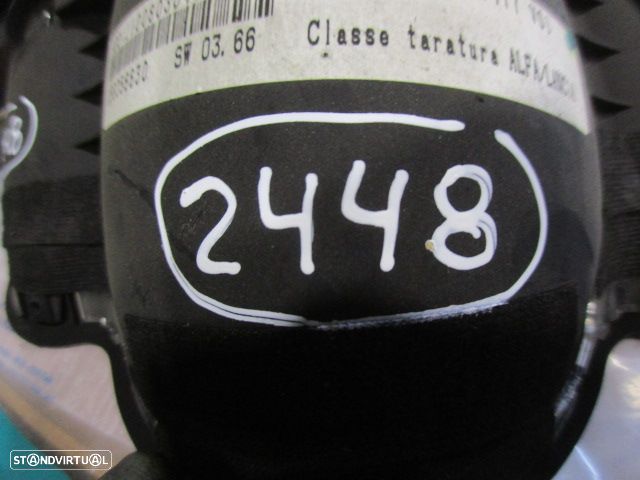 SW 03.66
Classe taratura ALFA/LANCIA
2448
STANDVIRTUAL